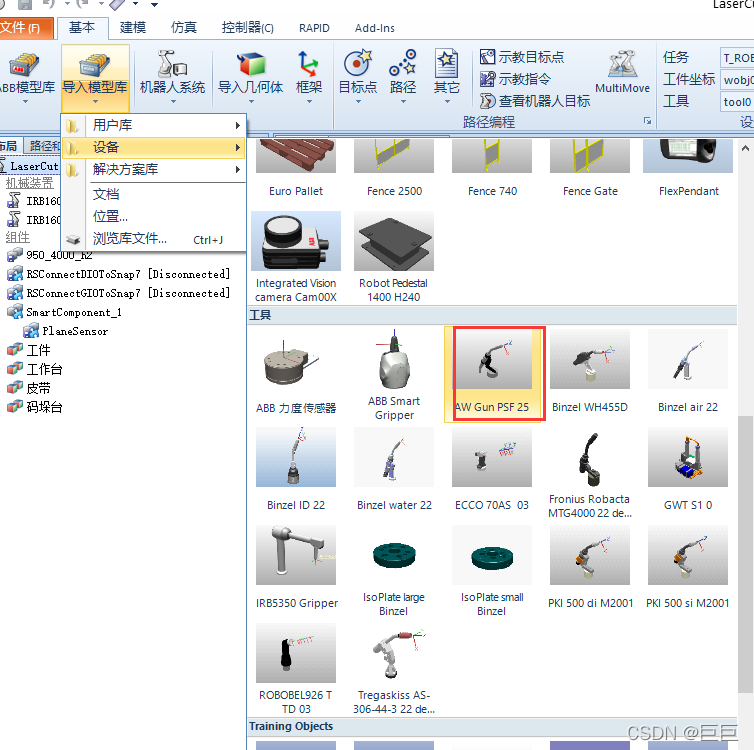 LaserCu
文件(F) 基本 建模 仿真 控制器(C) RAPID Add-Ins
ABB模型库 导入模型库 机器人系统 导入几何体 框架 目标点 路径 其它
示教目标点
示教指令
查看机器人目标
路径编程
MultiMove
任务 T_ROB
工件坐标 wobj
工具 tool0
设
布局 路径和
LaserCut
机械装置
IRB160
IRB160
组件
950_4000_h2
RSConnectDIOToSnap7 [Disconnected]
RSConnectGIOToSnap7 [Disconnected]
SmartComponent_1
PlaneSensor
工件
工作台
皮带
码垛台
用户库
设备
解决方案库
文档
位置...
浏览库文件... Ctrl+J
Euro Pallet Fence 2500 Fence 740 Fence Gate FlexPendant
Integrated Vision
camera Cam00X
Robot Pedestal
1400 H240
工具
ABB 力度传感器
ABB Smart
Gripper
AW Gun PSF 25 Binzel WH455D Binzel air 22
Binzel ID 22 Binzel water 22 ECCO 70AS 03
Fronius Robacta
MTG4000 22 de...
GWT S1 0
IRB5350 Gripper
IsoPlate large
Binzel
IsoPlate small
Binzel
PKI 500 di M2001 PKI 500 si M2001
ROBOBEL926 T
TD 03
Tregaskiss AS-
306-44-3 22 de...
Training Objects
CSDN @巨巨